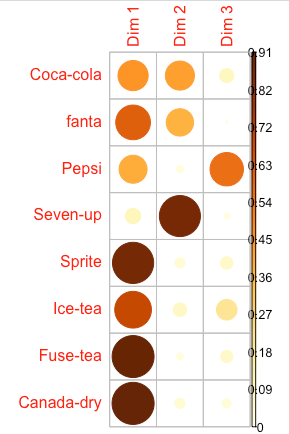 Dim 1
Dim 2
Dim 3
Coca-cola
fanta
Pepsi
Seven-up
Sprite
Ice-tea
Fuse-tea
Canada-dry
0.91
0.82
0.72
0.63
0.54
0.45
0.36
0.27
0.18
0.09
0